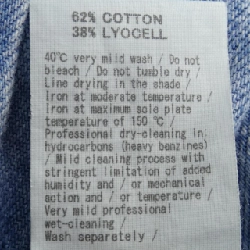 62% COTTON
38% LYOCELL
40°C very mild wash / Do not
bleach / Do not tumble dry /
Line drying in the shade /
Iron at moderate temperature /
iron at maximum sole plate
temperature of 150 °C /
Professional dry-cleaning in
hydrocarbons (heavy benzines)
/ Mild cleaning process with
stringent limitation of added
humidity and / or mechanical
action and / or temperature /
Very mild professional
wet-cleaning /
Wash separately /